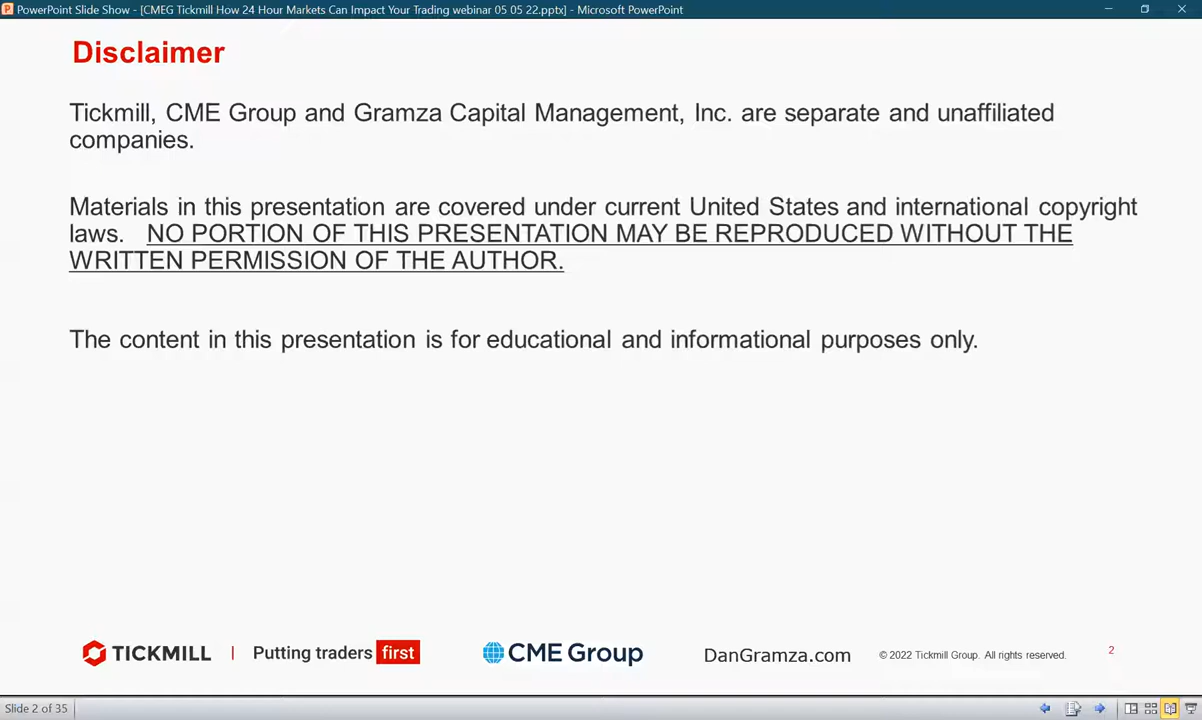 PowerPoint Slide Show - [CMEG Tickmill How 24 Hour Markets Can Impact Your Trading webinar 05 05 22.pptx] - Microsoft PowerPoint
Disclaimer
Tickmill, CME Group and Gramza Capital Management, Inc. are separate and unaffiliated
companies.
Materials in this presentation are covered under current United States and international copyright
laws. NO PORTION OF THIS PRESENTATION MAY BE REPRODUCED WITHOUT THE
WRITTEN PERMISSION OF THE AUTHOR.
The content in this presentation is for educational and informational purposes only.
TICKMILL | Putting traders first CME Group DanGramza.com © 2022 Tickmill Group. All rights reserved. 2
Slide 2 of 35